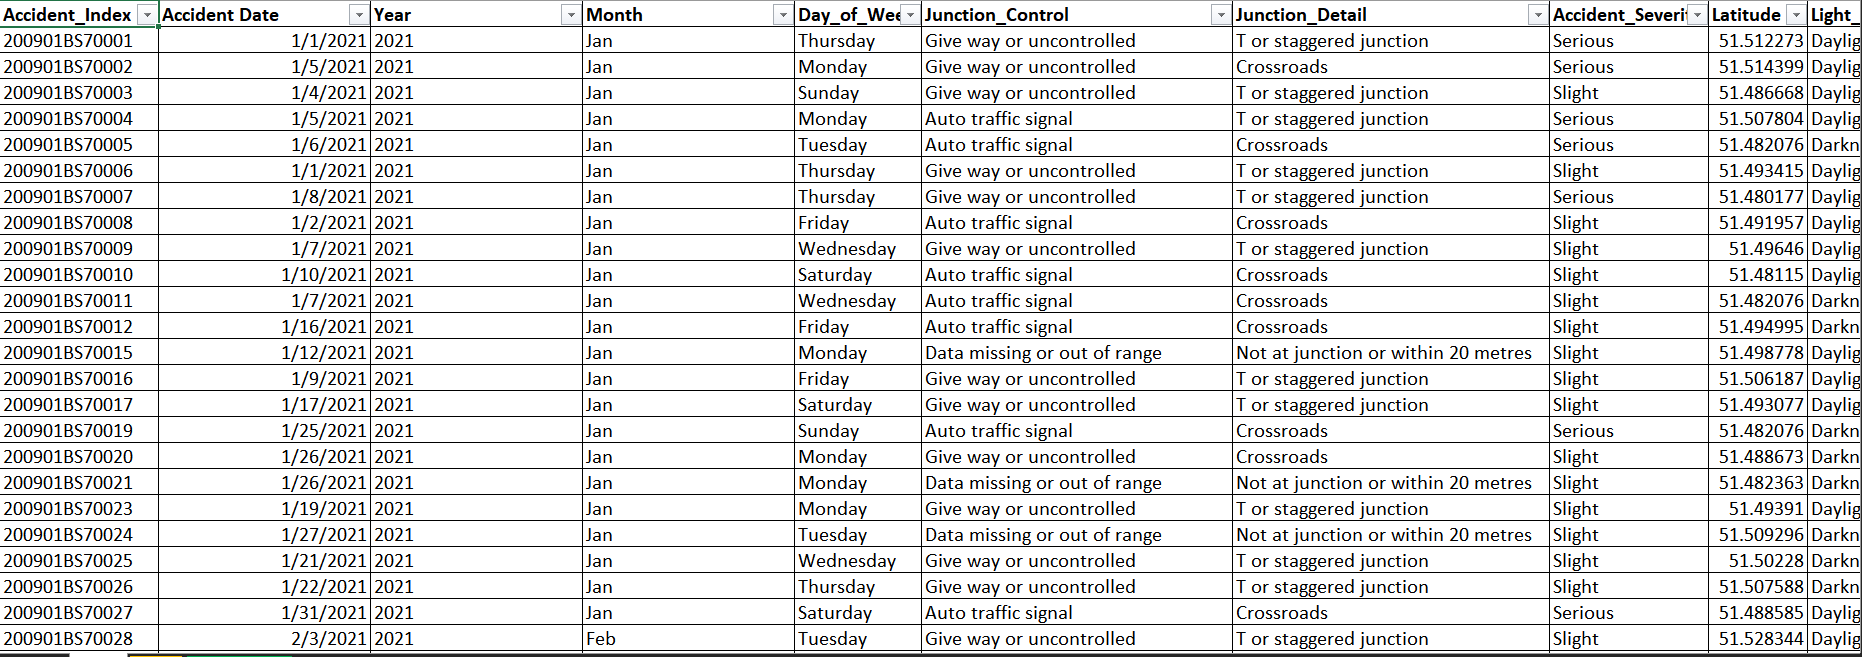 Accident_Index Accident Date Year Month Day_of_Wee Junction_Control Junction_Detail Accident_Severit Latitude Light_
200901BS70001 1/1/2021 2021 Jan Thursday Give way or uncontrolled T or staggered junction Serious 51.512273 Daylig
200901BS70002 1/5/2021 2021 Jan Monday Give way or uncontrolled Crossroads Serious 51.514399 Daylig
200901BS70003 1/4/2021 2021 Jan Sunday Give way or uncontrolled T or staggered junction Slight 51.486668 Daylig
200901BS70004 1/5/2021 2021 Jan Monday Auto traffic signal T or staggered junction Serious 51.507804 Daylig
200901BS70005 1/6/2021 2021 Jan Tuesday Auto traffic signal Crossroads Serious 51.482076 Darkn
200901BS70006 1/1/2021 2021 Jan Thursday Give way or uncontrolled T or staggered junction Slight 51.493415 Daylig
200901BS70007 1/8/2021 2021 Jan Thursday Give way or uncontrolled T or staggered junction Serious 51.480177 Daylig
200901BS70008 1/2/2021 2021 Jan Friday Auto traffic signal Crossroads Slight 51.491957 Daylig
200901BS70009 1/7/2021 2021 Jan Wednesday Give way or uncontrolled T or staggered junction Slight 51.49646 Daylig
200901BS70010 1/10/2021 2021 Jan Saturday Auto traffic signal Crossroads Slight 51.48115 Daylig
200901BS70011 1/7/2021 2021 Jan Wednesday Auto traffic signal Crossroads Slight 51.482076 Darkn
200901BS70012 1/16/2021 2021 Jan Friday Auto traffic signal Crossroads Slight 51.494995 Darkn
200901BS70015 1/12/2021 2021 Jan Monday Data missing or out of range Not at junction or within 20 metres Slight 51.498778 Daylig
200901BS70016 1/9/2021 2021 Jan Friday Give way or uncontrolled T or staggered junction Slight 51.506187 Daylig
200901BS70017 1/17/2021 2021 Jan Saturday Give way or uncontrolled T or staggered junction Slight 51.493077 Daylig
200901BS70019 1/25/2021 2021 Jan Sunday Auto traffic signal Crossroads Serious 51.482076 Darkn
200901BS70020 1/26/2021 2021 Jan Monday Give way or uncontrolled Crossroads Slight 51.488673 Darkn
200901BS70021 1/26/2021 2021 Jan Monday Data missing or out of range Not at junction or within 20 metres Slight 51.482363 Darkn
200901BS70023 1/19/2021 2021 Jan Monday Give way or uncontrolled T or staggered junction Slight 51.49391 Daylig
200901BS70024 1/27/2021 2021 Jan Tuesday Data missing or out of range Not at junction or within 20 metres Slight 51.509296 Darkn
200901BS70025 1/21/2021 2021 Jan Wednesday Give way or uncontrolled T or staggered junction Slight 51.50228 Darkn
200901BS70026 1/22/2021 2021 Jan Thursday Give way or uncontrolled T or staggered junction Slight 51.507588 Darkn
200901BS70027 1/31/2021 2021 Jan Saturday Auto traffic signal Crossroads Serious 51.488585 Daylig
200901BS70028 2/3/2021 2021 Feb Tuesday Give way or uncontrolled T or staggered junction Slight 51.528344 Daylig